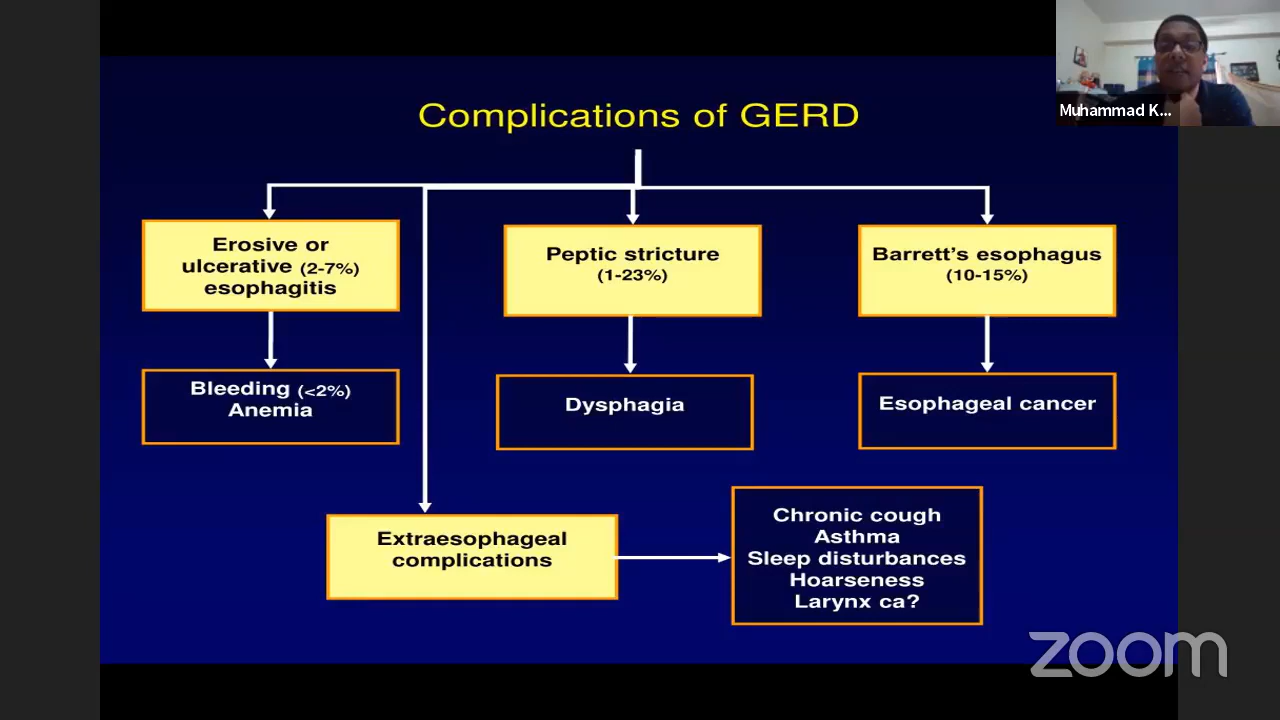 Muhammad K...
Complications of GERD
Erosive or
ulcerative (2-7%)
esophagitis
Peptic stricture
(1-23%)
Barrett's esophagus
(10-15%)
Bleeding (<2%)
Anemia
Dysphagia
Esophageal cancer
Extraesophageal
complications
Chronic cough
Asthma
Sleep disturbances
Hoarseness
Larynx ca?
zoom